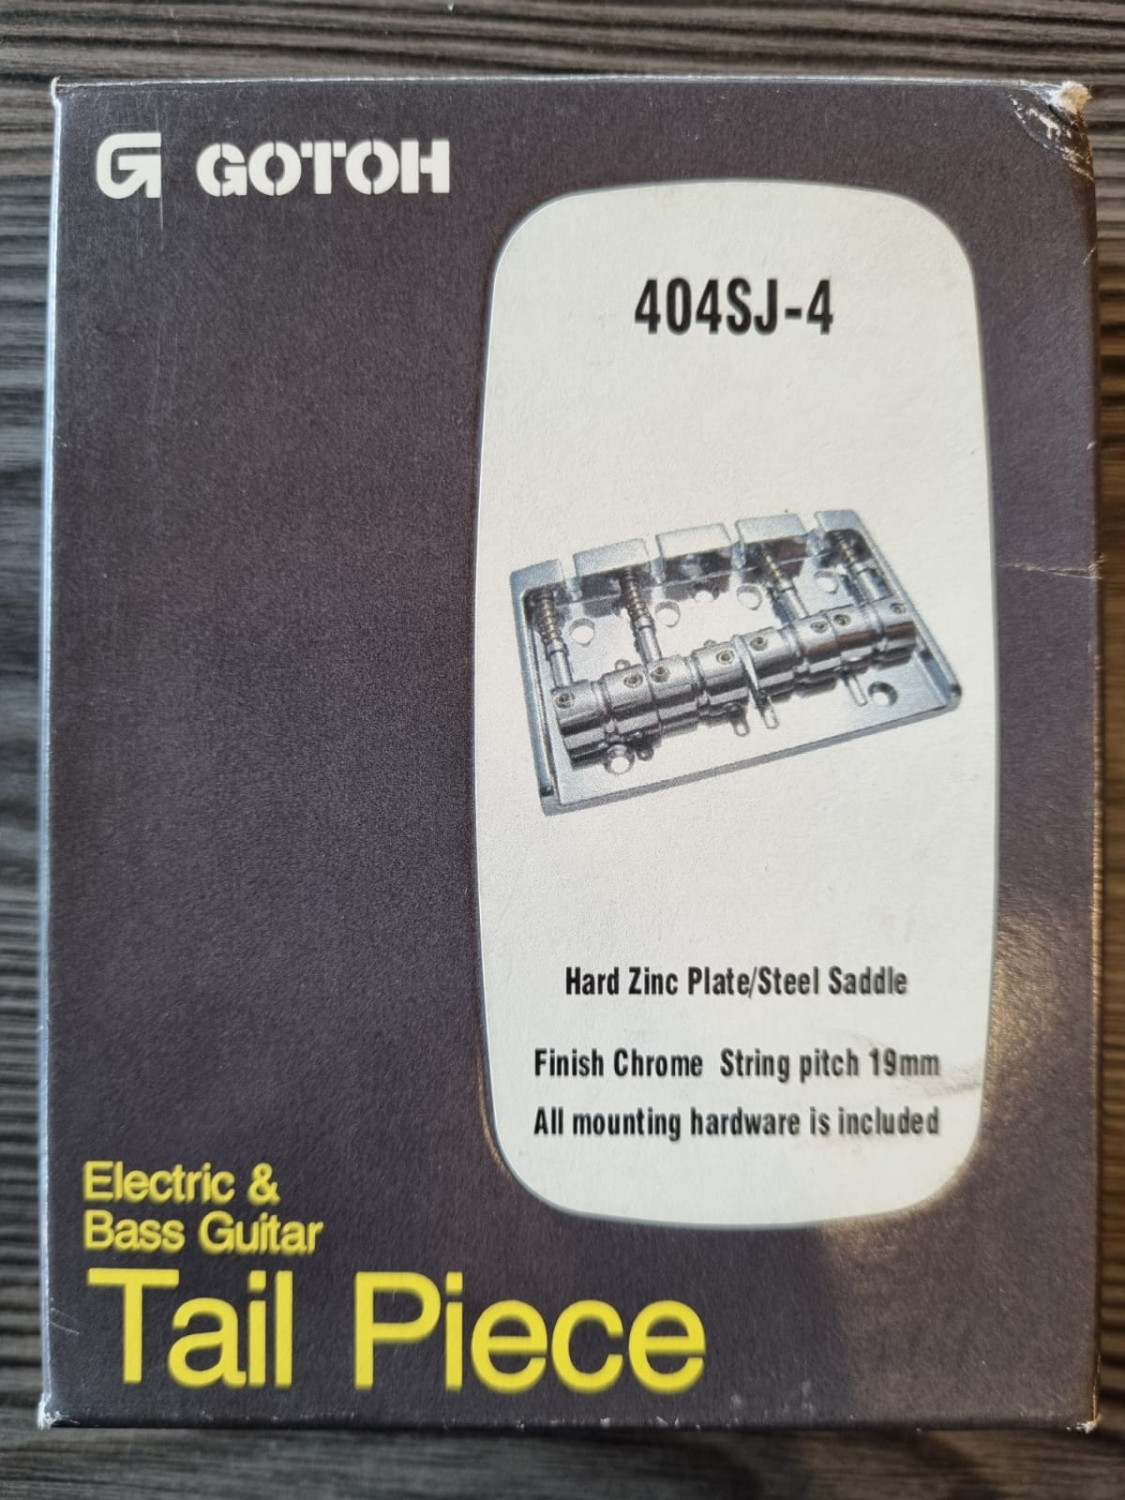 GOTOH
404SJ-4
Hard Zinc Plate/Steel Saddle
Finish Chrome String pitch 19mm
All mounting hardware is included
Electric &
Bass Guitar
Tail Piece